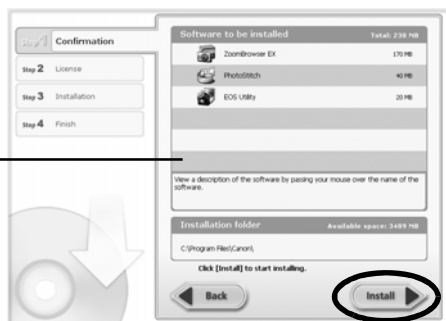 Step 1 Confirmation
Step 2 License
Step 3 Installation
Step 4 Finish
Software to be installed Total: 230 MB
ZoomBrowser EX 170 MB
PhotoStitch 40 MB
EOS Utility 20 MB
View a description of the software by passing your mouse over the name of the
software.
Installation folder Available space: 3489 MB
C:\Program Files\Canon\
Click [Install] to start installing.
Back Install